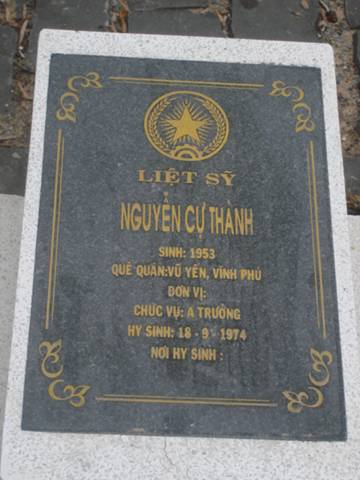 LIỆT SỸ
NGUYỄN CỰ THÀNH
SINH: 1953
QUÊ QUÁN:VŨ YỂN, VĨNH PHÚ
ĐƠN VỊ:
CHỨC VỤ: A TRƯỞNG
HY SINH: 18 - 9 - 1974
NƠI HY SINH :